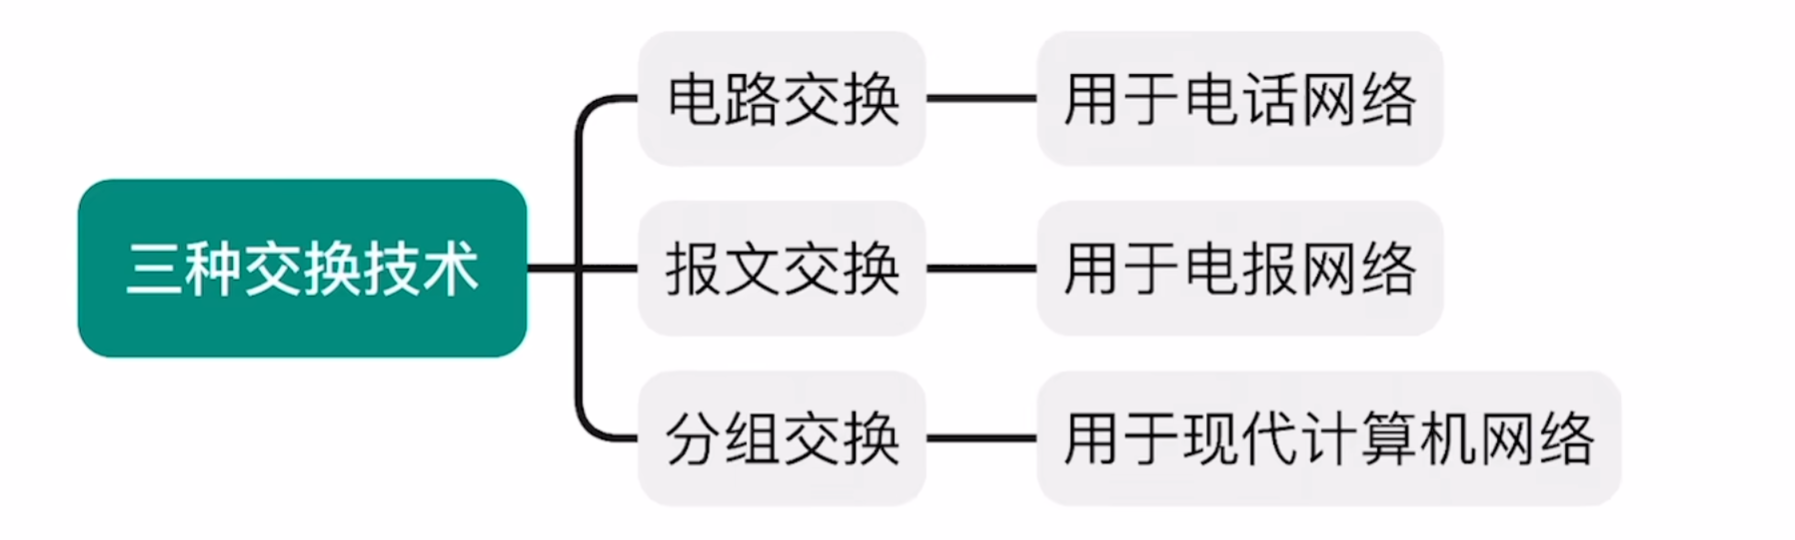 三种交换技术
电路交换
用于电话网络
报文交换
用于电报网络
分组交换
用于现代计算机网络